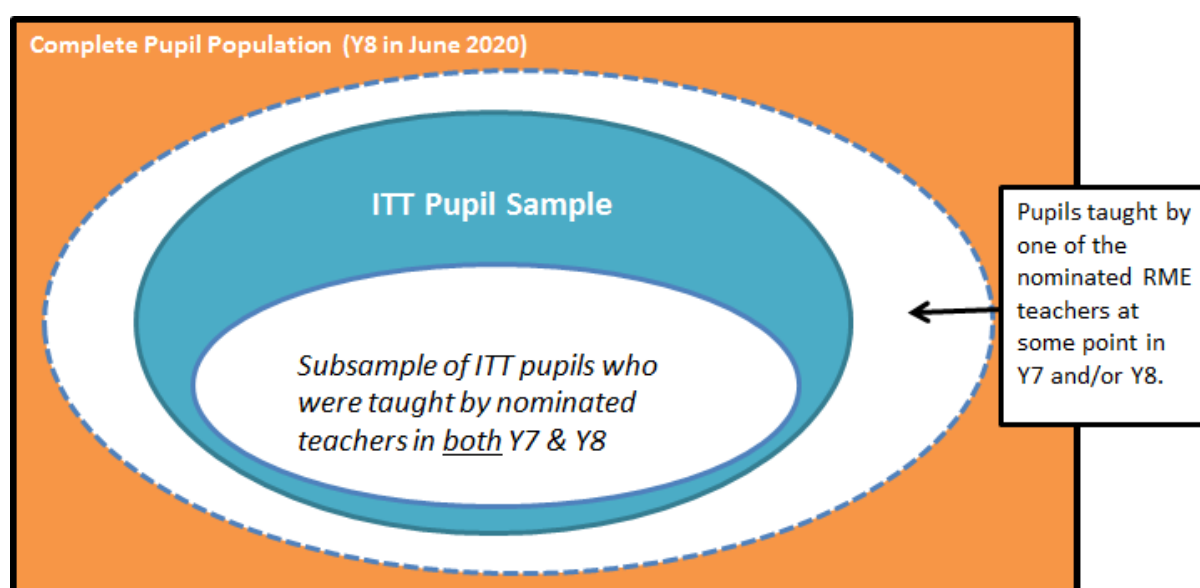 Complete Pupil Population (Y8 in June 2020)
ITT Pupil Sample
Subsample of ITT pupils who
were taught by nominated
teachers in both Y7 & Y8
Pupils taught by
one of the
nominated RME
teachers at
some point in
Y7 and/or Y8.